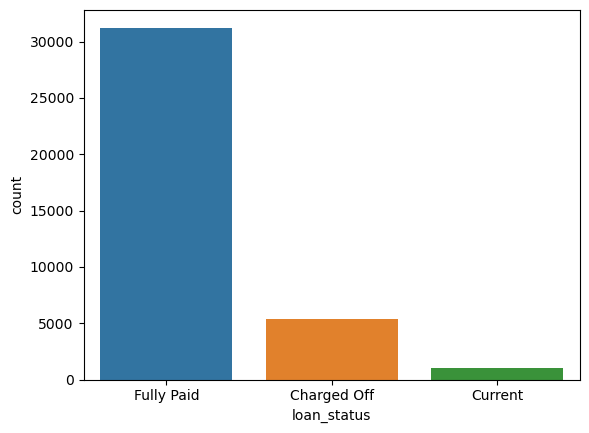 30000
25000
20000
15000
10000
5000
0
count
Fully Paid
Charged Off
Current
loan_status